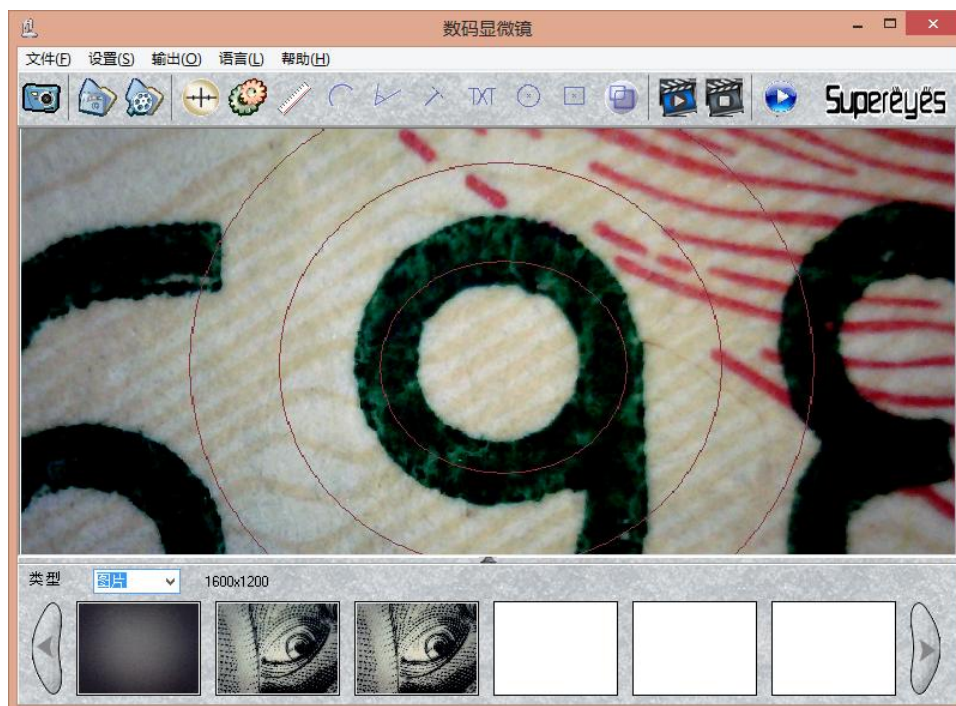 数码显微镜
文件(F) 设置(S) 输出(O) 语言(L) 帮助(H)
TXT Supereyes
9
类型 图片 1600x1200